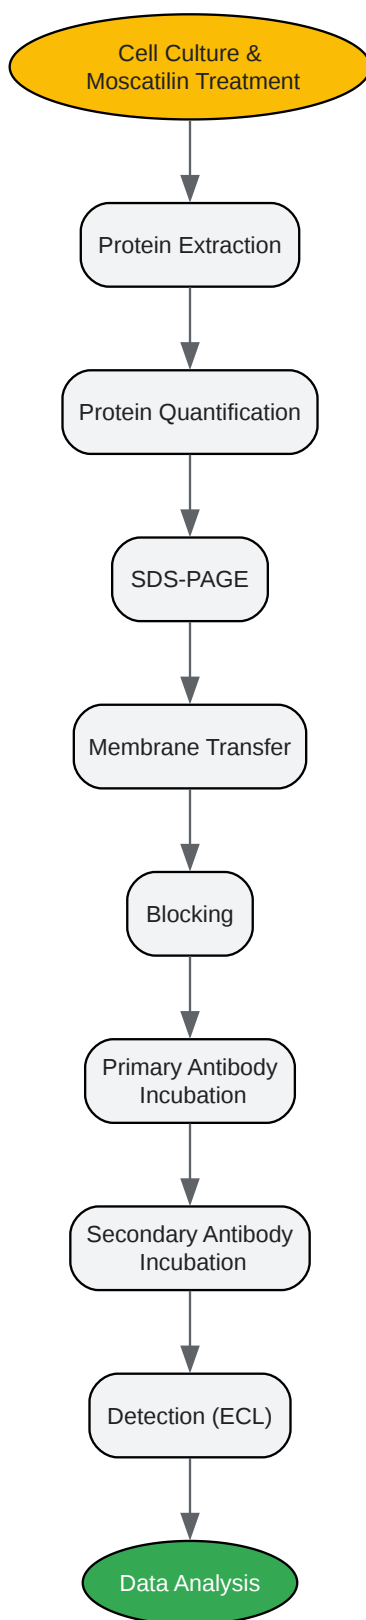 Cell Culture &
Moscatilin Treatment
Protein Extraction
Protein Quantification
SDS-PAGE
Membrane Transfer
Blocking
Primary Antibody
Incubation
Secondary Antibody
Incubation
Detection (ECL)
Data Analysis